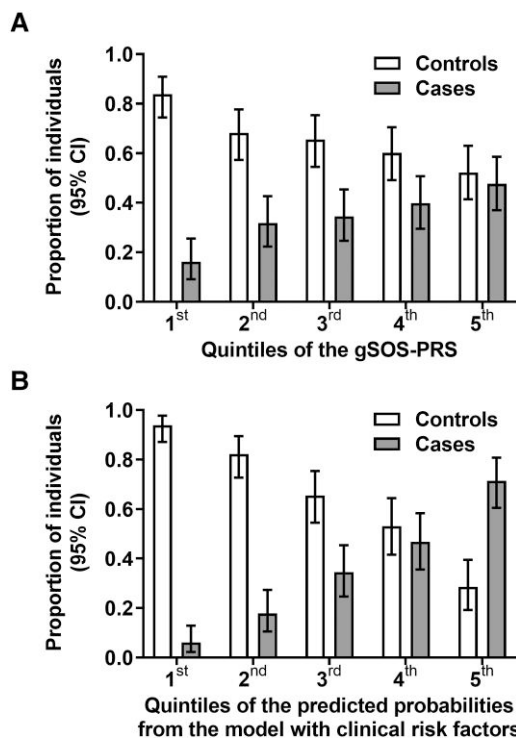 A
Controls
Cases
Proportion of individuals
(95% CI)
1.0
0.8
0.6
0.4
0.2
0.0
1st 2nd 3rd 4th 5th
Quintiles of the gSOS-PRS
B
Controls
Cases
Proportion of individuals
(95% CI)
1.0
0.8
0.6
0.4
0.2
0.0
1st 2nd 3rd 4th 5th
Quintiles of the predicted probabilities
from the model with clinical risk factors